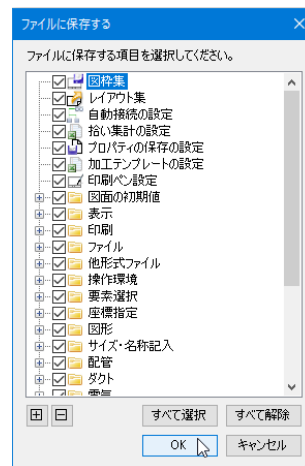 ファイルに保存する
ファイルに保存する項目を選択してください。
図枠集
レイアウト集
自動接続の設定
拾い集計の設定
プロパティの保存の設定
加工テンプレートの設定
印刷ペン設定
図面の初期値
表示
印刷
ファイル
他形式ファイル
操作環境
要素選択
座標指定
図形
サイズ・名称記入
配管
ダクト
電気
すべて選択 すべて解除
OK キャンセル